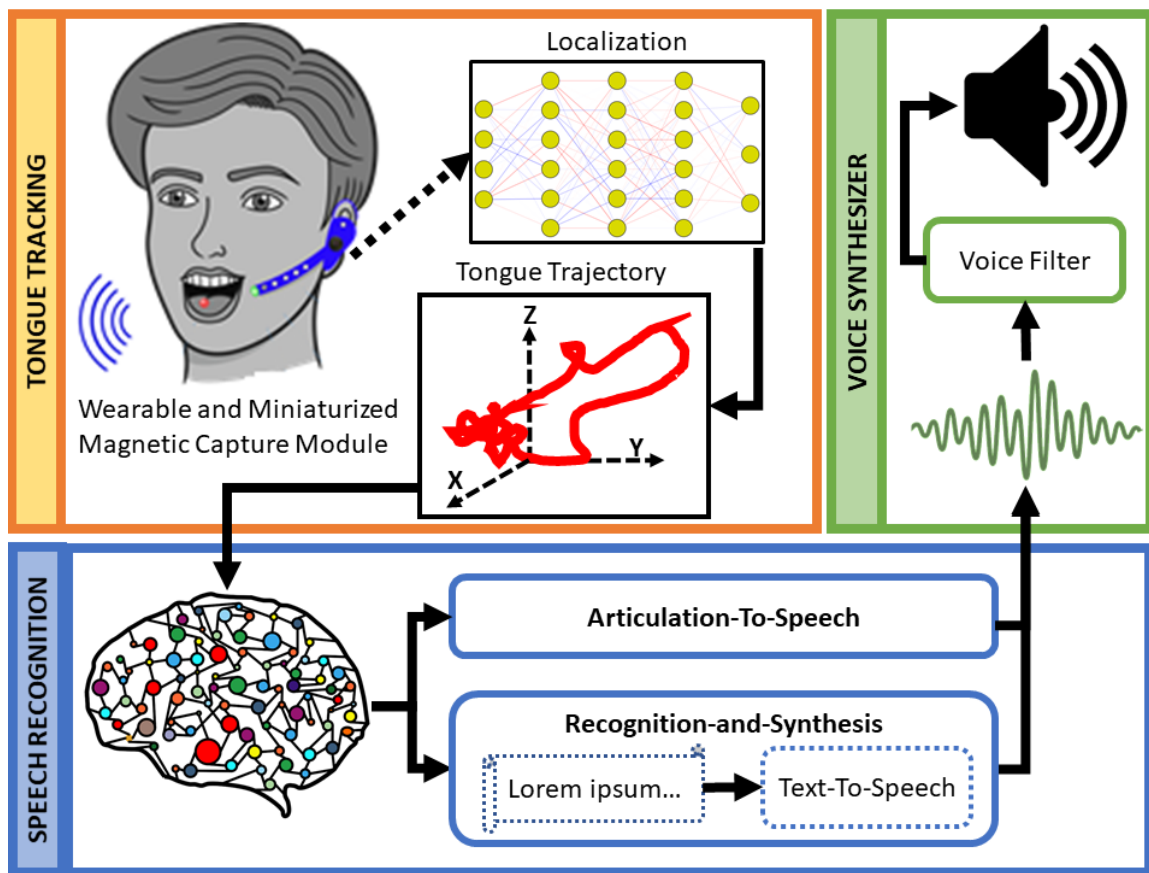 TONGUE TRACKING
Localization
Tongue Trajectory
Z
Y
X
Wearable and Miniaturized
Magnetic Capture Module
VOICE SYNTHESIZER
Voice Filter
SPEECH RECOGNITION
Articulation-To-Speech
Recognition-and-Synthesis
Lorem ipsum...
Text-To-Speech